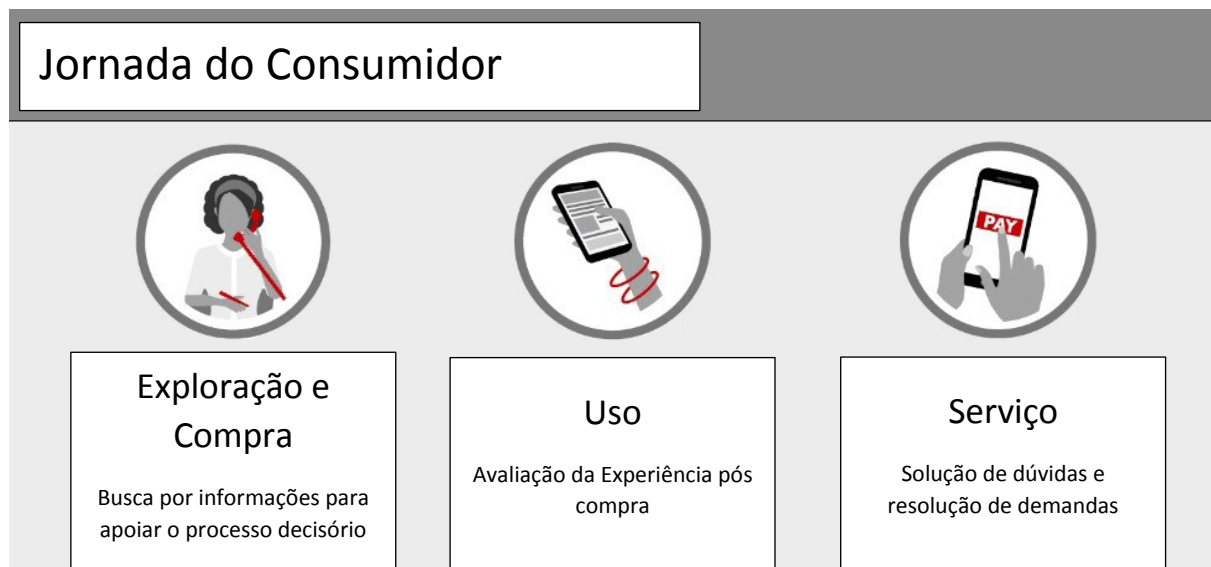 Jornada do Consumidor
PAY
Exploração e
Compra
Busca por informações para
apoiar o processo decisório
Uso
Avaliação da Experiência pós
compra
Serviço
Solução de dúvidas e
resolução de demandas